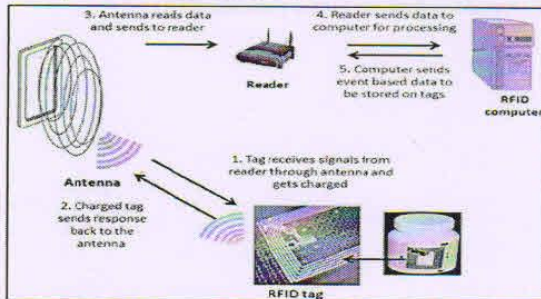 3. Antenna reads data
and sends to reader
4. Reader sends data to
computer for processing
Reader
5. Computer sends
event based data to
be stored on tags
RFID
computer
Antenna
1. Tag receives signals from
reader through antenna and
gets charged
2. Charged tag
sends response
back to the
antenna
RFID tag